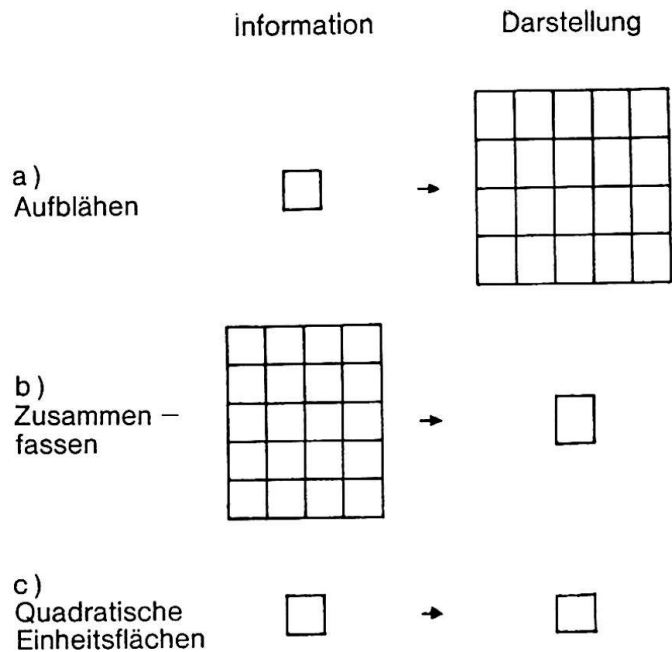 Information Darstellung
a)
Aufblähen
b)
Zusammen –
fassen
c)
Quadratische
Einheitsflächen